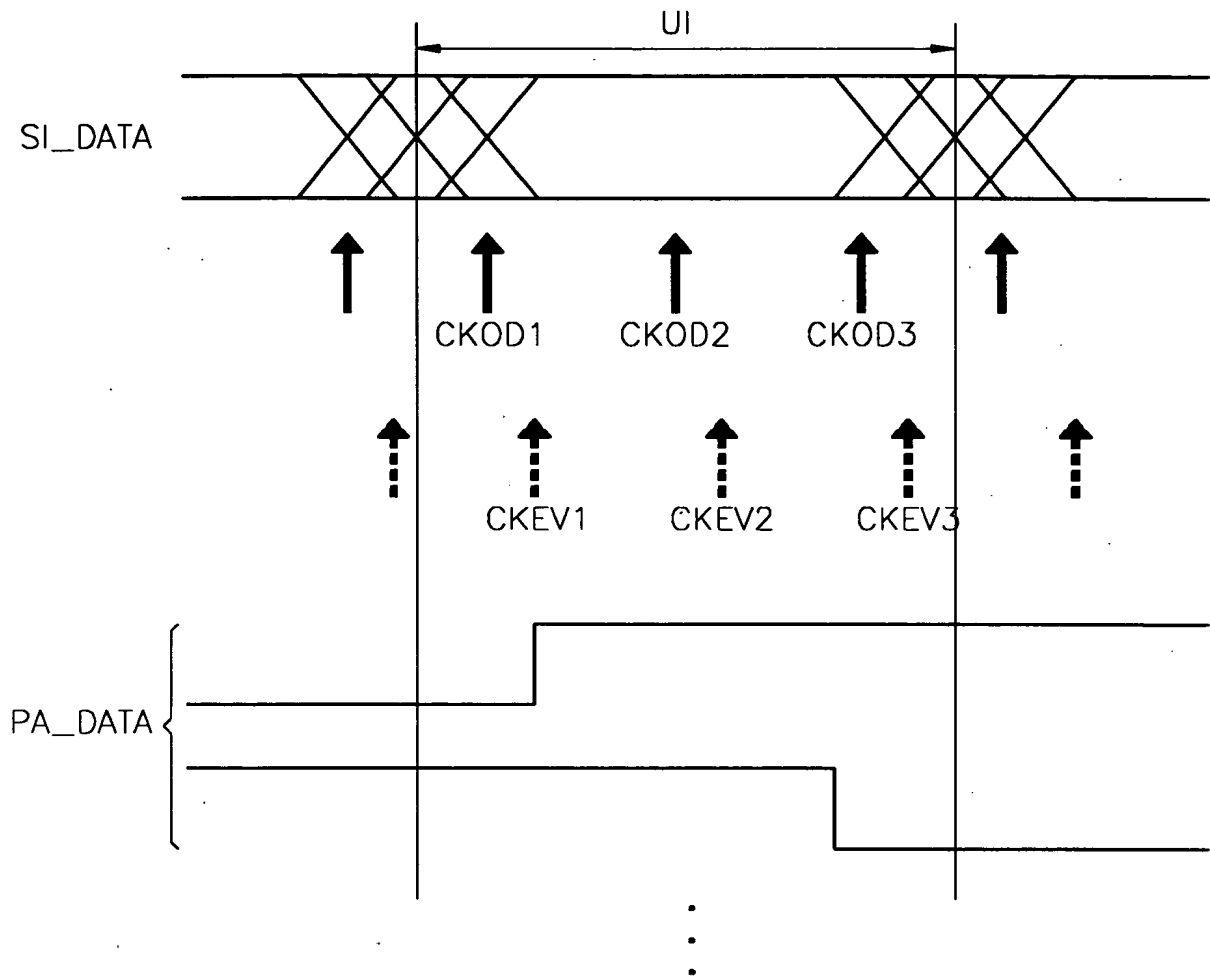 UI
SI_DATA
CKOD1 CKOD2 CKOD3
CKEV1 CKEV2 CKEV3
PA_DATA